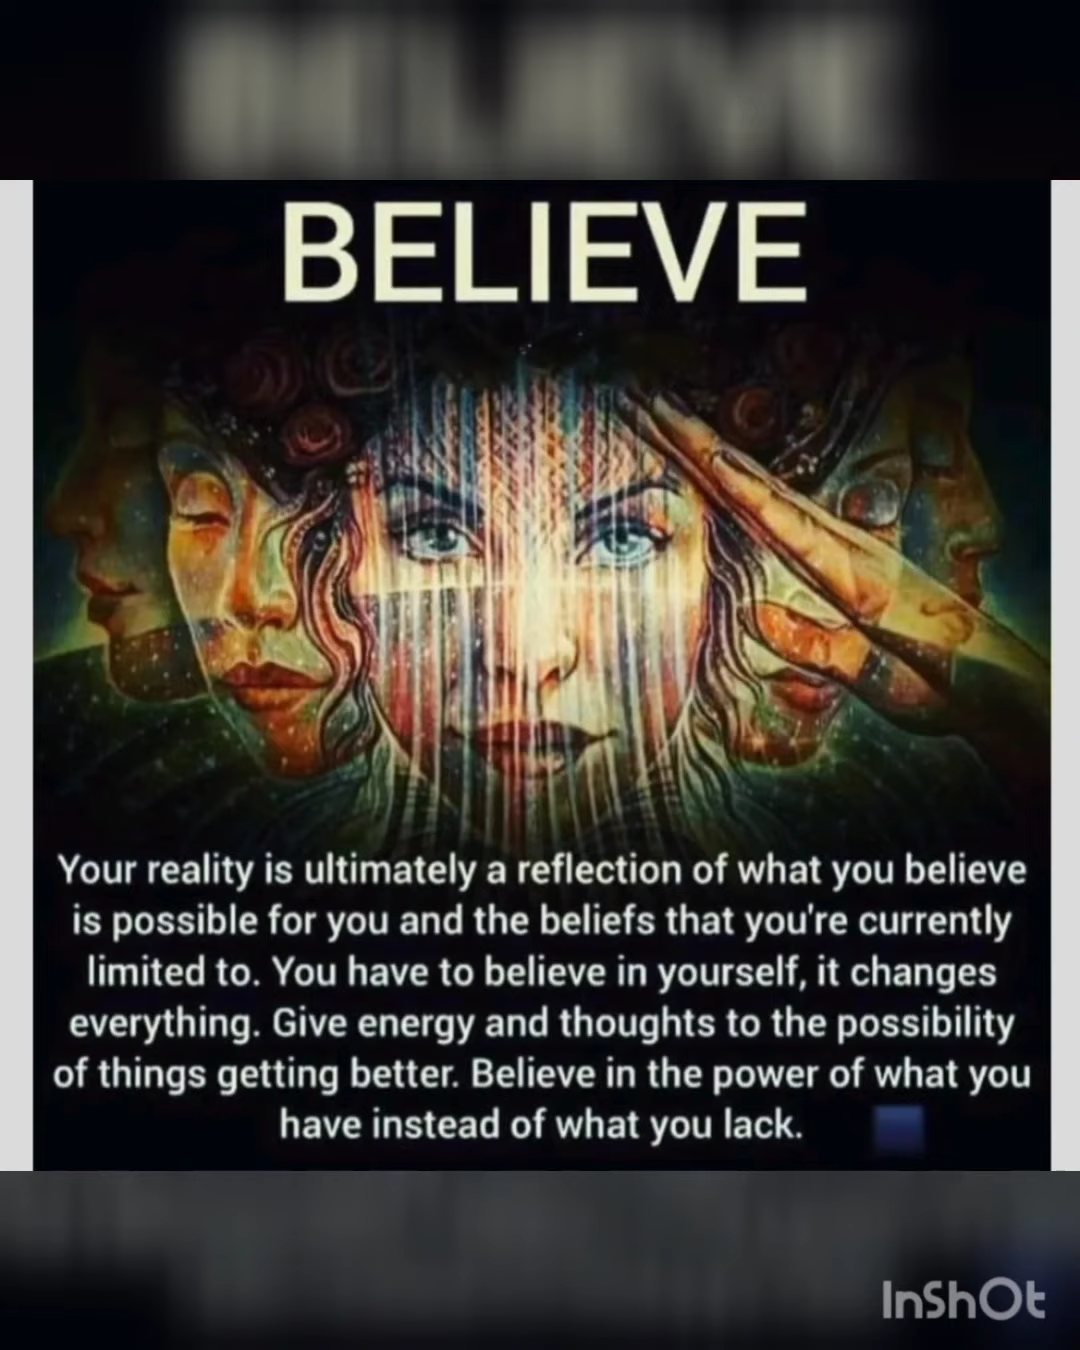 BELIEVE
Your reality is ultimately a reflection of what you believe
is possible for you and the beliefs that you're currently
limited to. You have to believe in yourself, it changes
everything. Give energy and thoughts to the possibility
of things getting better. Believe in the power of what you
have instead of what you lack.
InShOt